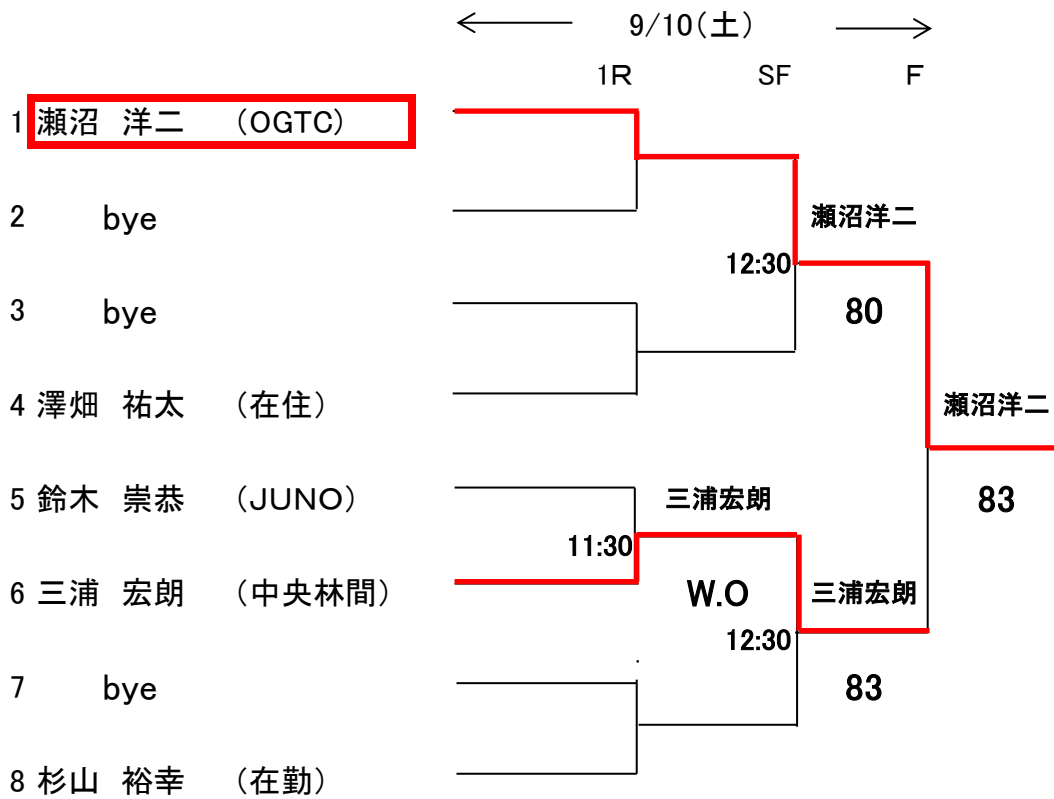 9/10(土)
1R SF F
1 瀬沼 洋二 (OGTC)
2 bye
瀬沼洋二
12:30
3 bye
80
4 澤畑 祐太 (在住)
瀬沼洋二
5 鈴木 崇恭 (JUNO)
三浦宏朗
83
11:30
6 三浦 宏朗 (中央林間)
W.O
三浦宏朗
12:30
7 bye
83
8 杉山 裕幸 (在勤)